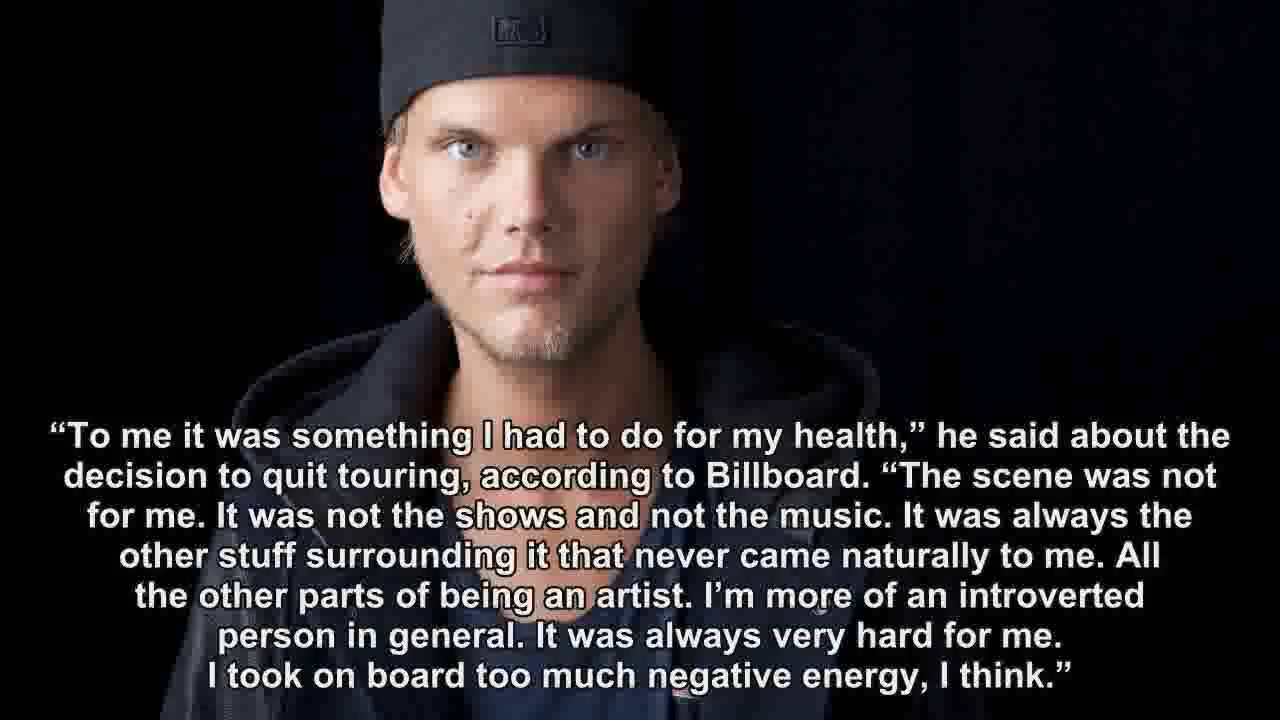 “To me it was something I had to do for my health,” he said about the
decision to quit touring, according to Billboard. “The scene was not
for me. It was not the shows and not the music. It was always the
other stuff surrounding it that never came naturally to me. All
the other parts of being an artist. I’m more of an introverted
person in general. It was always very hard for me.
I took on board too much negative energy, I think.”